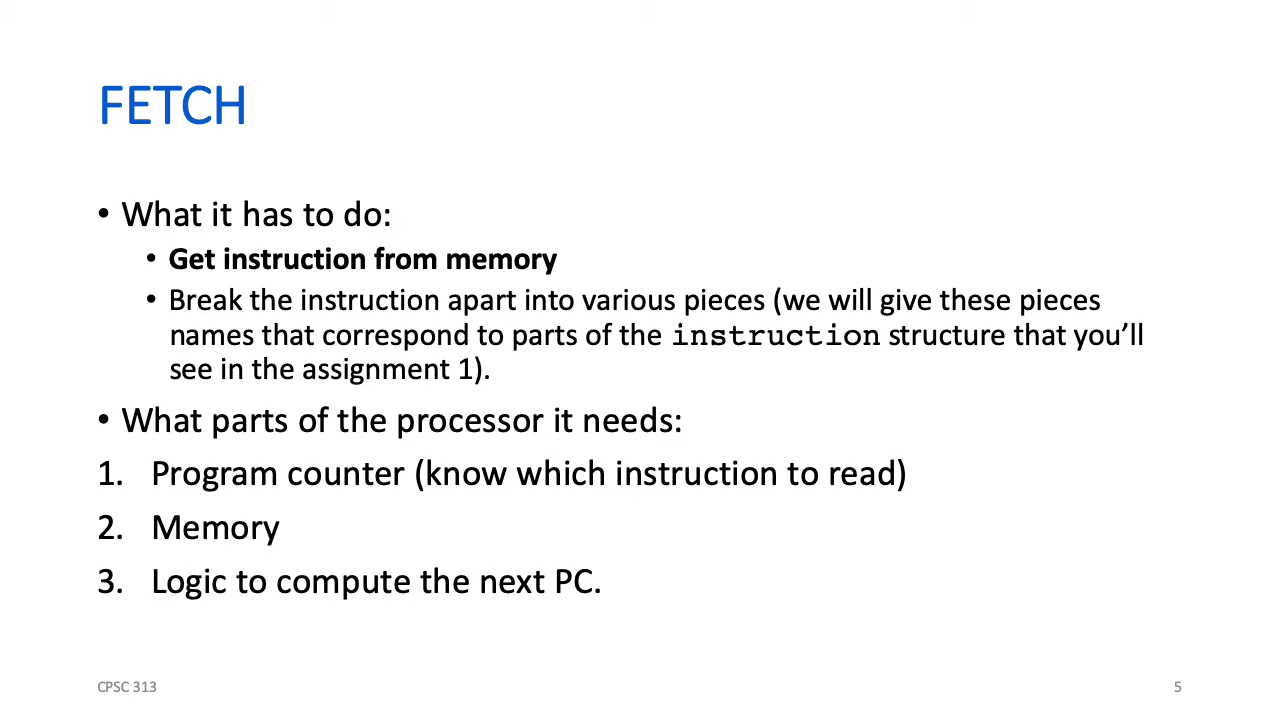 FETCH
• What it has to do:
• Get instruction from memory
• Break the instruction apart into various pieces (we will give these pieces
names that correspond to parts of the instruction structure that you’ll
see in the assignment 1).
• What parts of the processor it needs:
1. Program counter (know which instruction to read)
2. Memory
3. Logic to compute the next PC.
CPSC 313
5